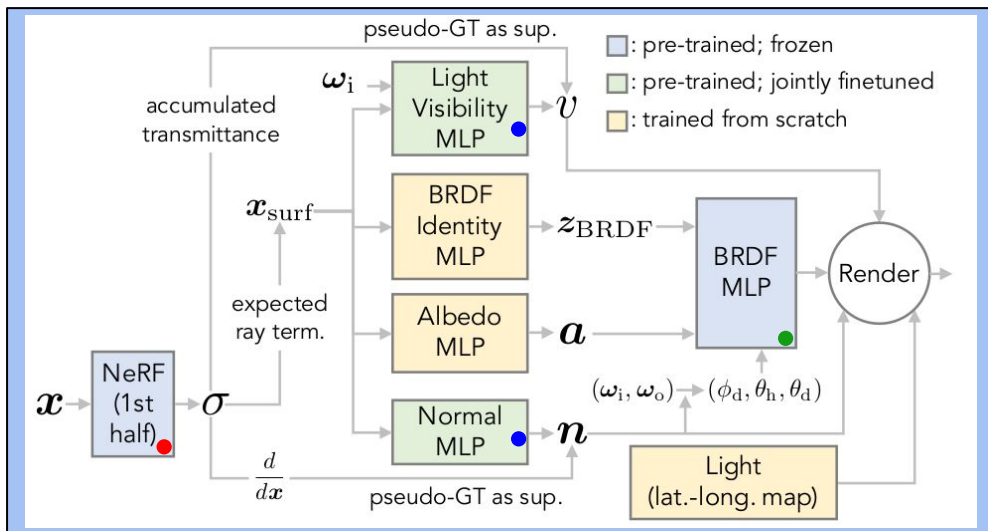 pseudo-GT as sup.
: pre-trained; frozen
: pre-trained; jointly finetuned
: trained from scratch
accumulated
transmittance
ωi
Light
Visibility
MLP
v
xsurf
BRDF
Identity
MLP
zBRDF
BRDF
MLP
Render
expected
ray term.
Albedo
MLP
a
x
NeRF
(1st
half)
σ
(ωi, ωo)
(ϕd, θh, θd)
Normal
MLP
n
d
dx
pseudo-GT as sup.
Light
(lat.-long. map)